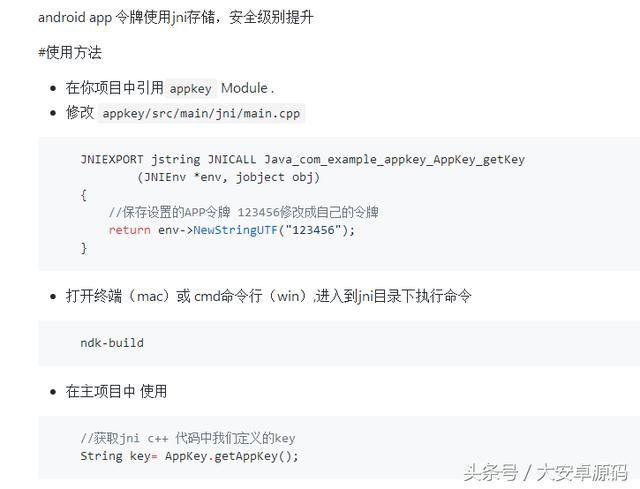 android app 令牌使用jni存储，安全级别提升
#使用方法
在你项目中引用 appkey Module .
修改 appkey/src/main/jni/main.cpp
JNIEXPORT jstring JNICALL Java_com_example_appkey_AppKey_getKey
(JNIEnv *env, jobject obj)
{
//保存设置的APP令牌 123456修改成自己的令牌
return env->NewStringUTF("123456");
}
打开终端（mac）或 cmd命令行（win）,进入到jni目录下执行命令
ndk-build
在主项目中 使用
//获取jni c++ 代码中我们定义的key
String key= AppKey.getAppKey();
头条号 / 大安卓源码